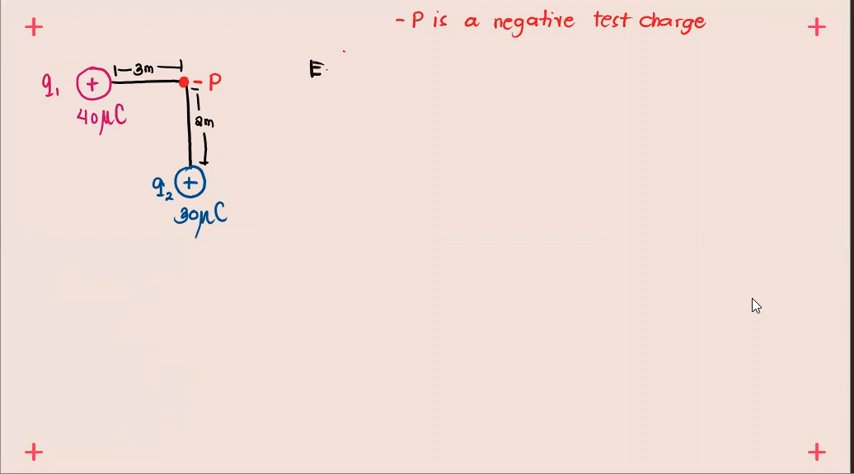 - P is a negative test charge
E
q₁
+
3m
- P
40μC
2m
q₂
+
30μC